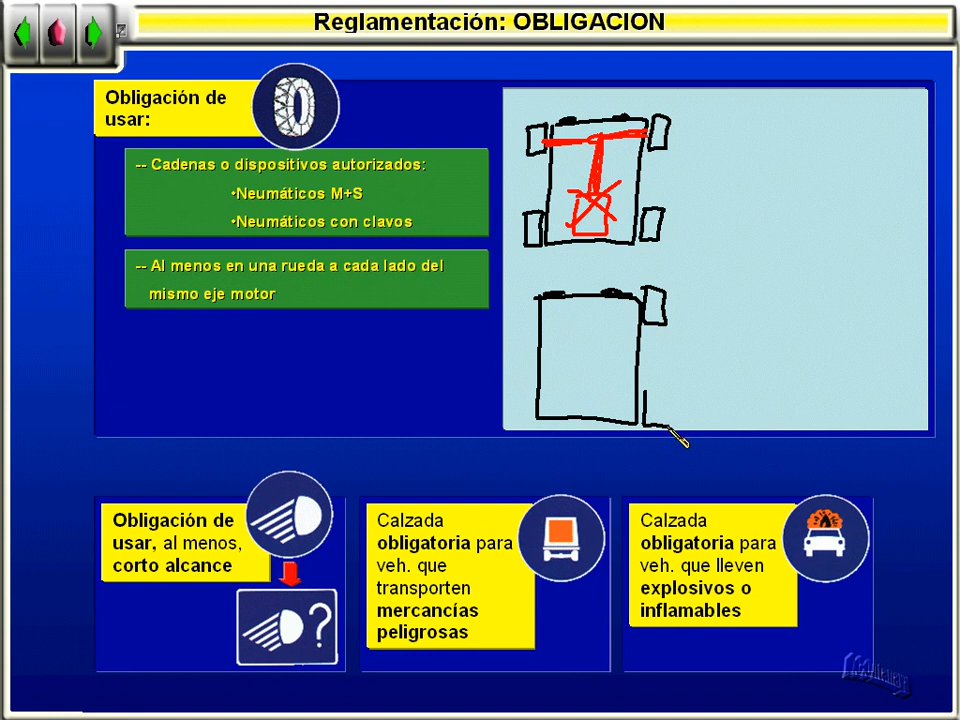 Reglamentación: OBLIGACION
Obligación de
usar:
-- Cadenas o dispositivos autorizados:
•Neumáticos M+S
•Neumáticos con clavos
-- Al menos en una rueda a cada lado del
mismo eje motor
Obligación de
usar, al menos,
corto alcance
?
Calzada
obligatoria para
veh. que
transporten
mercancías
peligrosas
Calzada
obligatoria para
veh. que lleven
explosivos o
inflamables